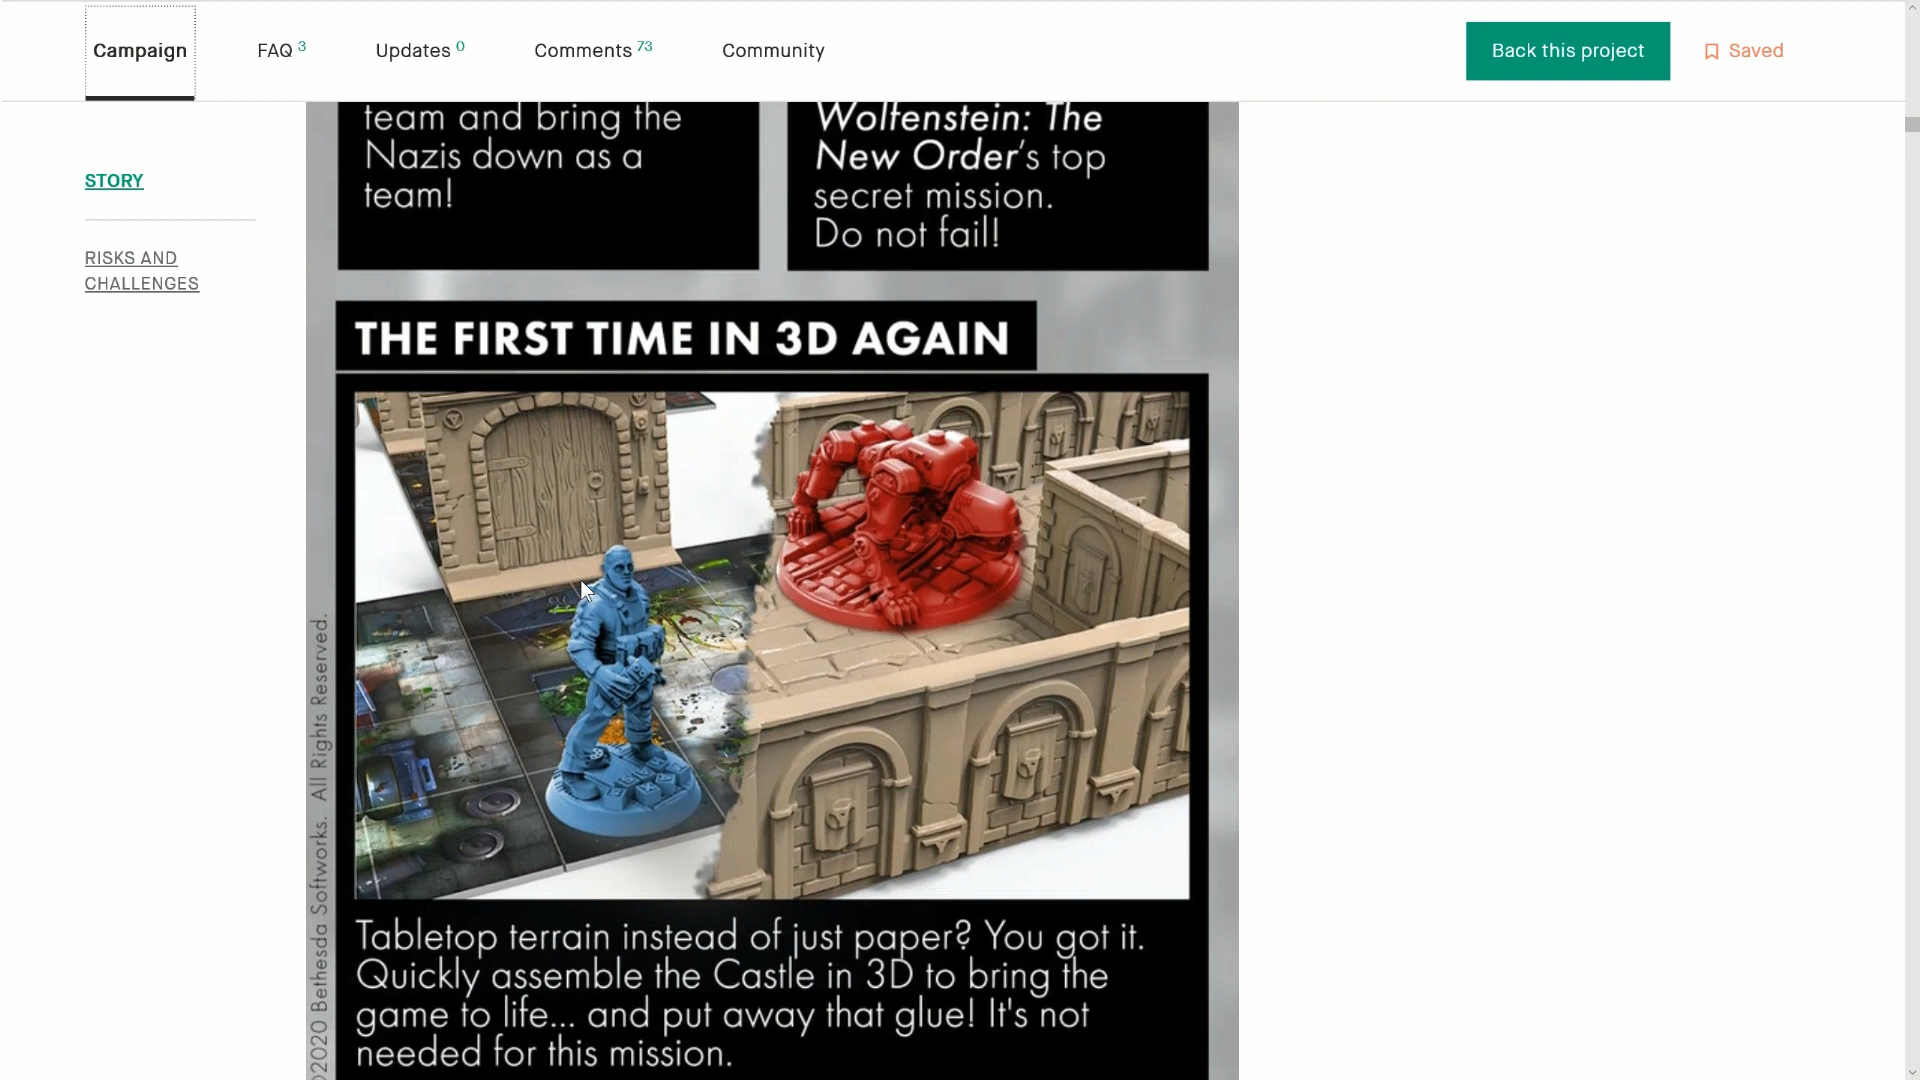 Campaign
FAQ 3
Updates 0
Comments 73
Community
Back this project
Saved
STORY
RISKS AND
CHALLENGES
team and bring the
Nazis down as a
team!
Wolfenstein: The
New Order's top
secret mission.
Do not fail!
THE FIRST TIME IN 3D AGAIN
Tabletop terrain instead of just paper? You got it.
Quickly assemble the Castle in 3D to bring the
game to life... and put away that glue! It's not
needed for this mission.
©2020 Bethesda Softworks. All Rights Reserved.